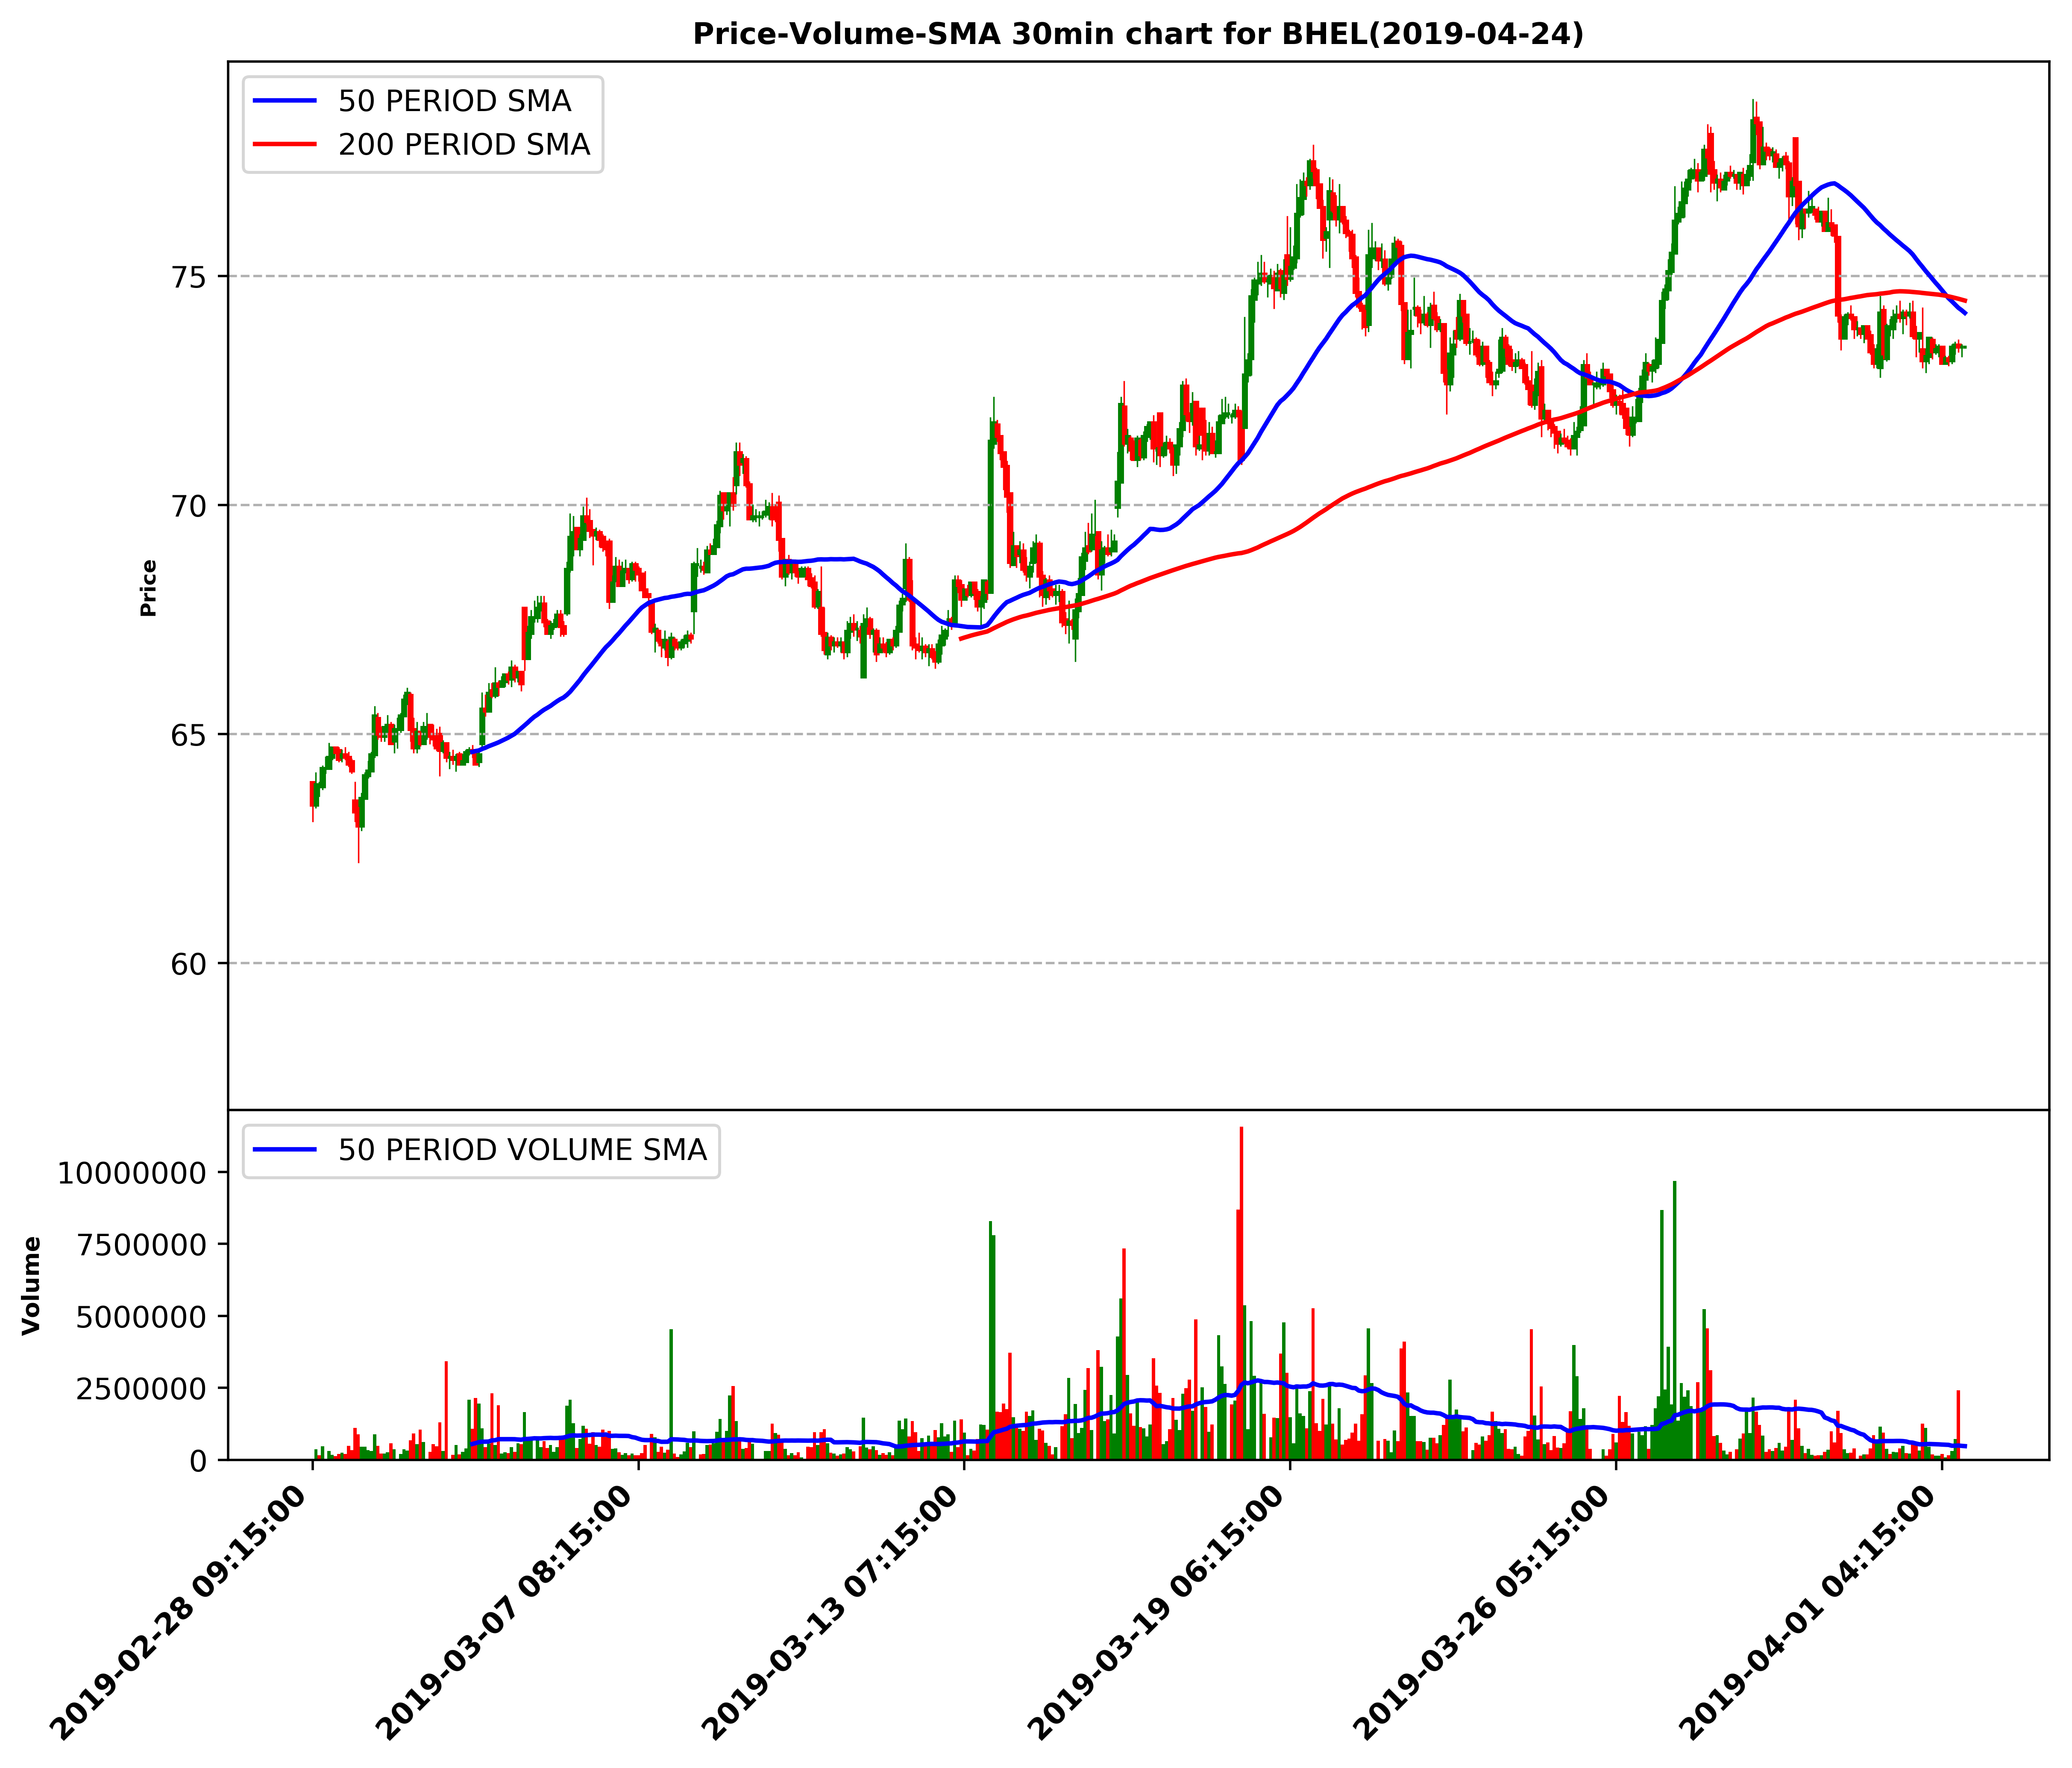 Price-Volume-SMA 30min chart for BHEL(2019-04-24)
50 PERIOD SMA
200 PERIOD SMA
75
70
65
60
Price
50 PERIOD VOLUME SMA
10000000
7500000
5000000
2500000
0
Volume
2019-02-28 09:15:00
2019-03-07 08:15:00
2019-03-13 07:15:00
2019-03-19 06:15:00
2019-03-26 05:15:00
2019-04-01 04:15:00